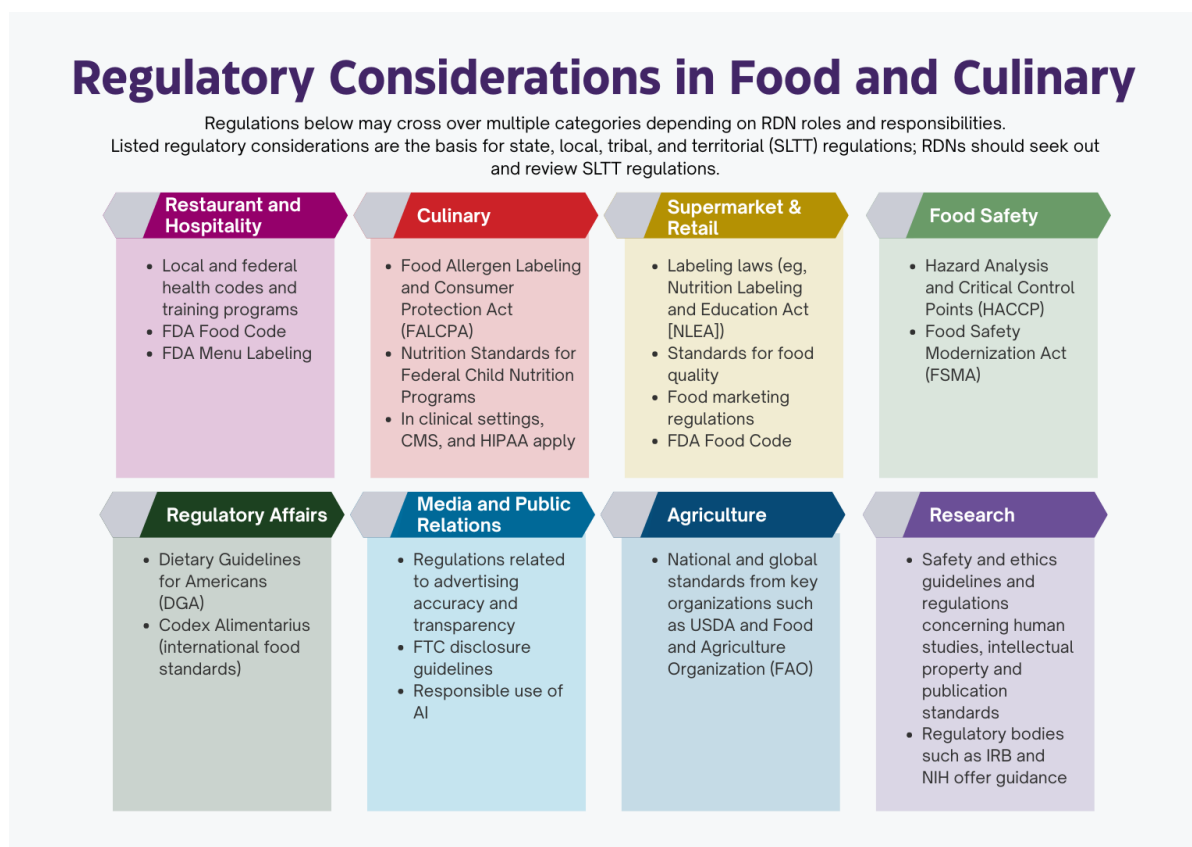 Regulatory Considerations in Food and Culinary
Regulations below may cross over multiple categories depending on RDN roles and responsibilities.
Listed regulatory considerations are the basis for state, local, tribal, and territorial (SLTT) regulations; RDNs should seek out
and review SLTT regulations.
Restaurant and
Hospitality
• Local and federal
health codes and
training programs
• FDA Food Code
• FDA Menu Labeling
Culinary
• Food Allergen Labeling
and Consumer
Protection Act
(FALCPA)
• Nutrition Standards for
Federal Child Nutrition
Programs
• In clinical settings,
CMS, and HIPAA apply
Supermarket &
Retail
• Labeling laws (eg,
Nutrition Labeling
and Education Act
[NLEA])
• Standards for food
quality
• Food marketing
regulations
• FDA Food Code
Food Safety
• Hazard Analysis
and Critical Control
Points (HACCP)
• Food Safety
Modernization Act
(FSMA)
Regulatory Affairs
• Dietary Guidelines
for Americans
(DGA)
• Codex Alimentarius
(international food
standards)
Media and Public
Relations
• Regulations related
to advertising
accuracy and
transparency
• FTC disclosure
guidelines
• Responsible use of
AI
Agriculture
• National and global
standards from key
organizations such
as USDA and Food
and Agriculture
Organization (FAO)
Research
• Safety and ethics
guidelines and
regulations
concerning human
studies, intellectual
property and
publication
standards
• Regulatory bodies
such as IRB and
NIH offer guidance